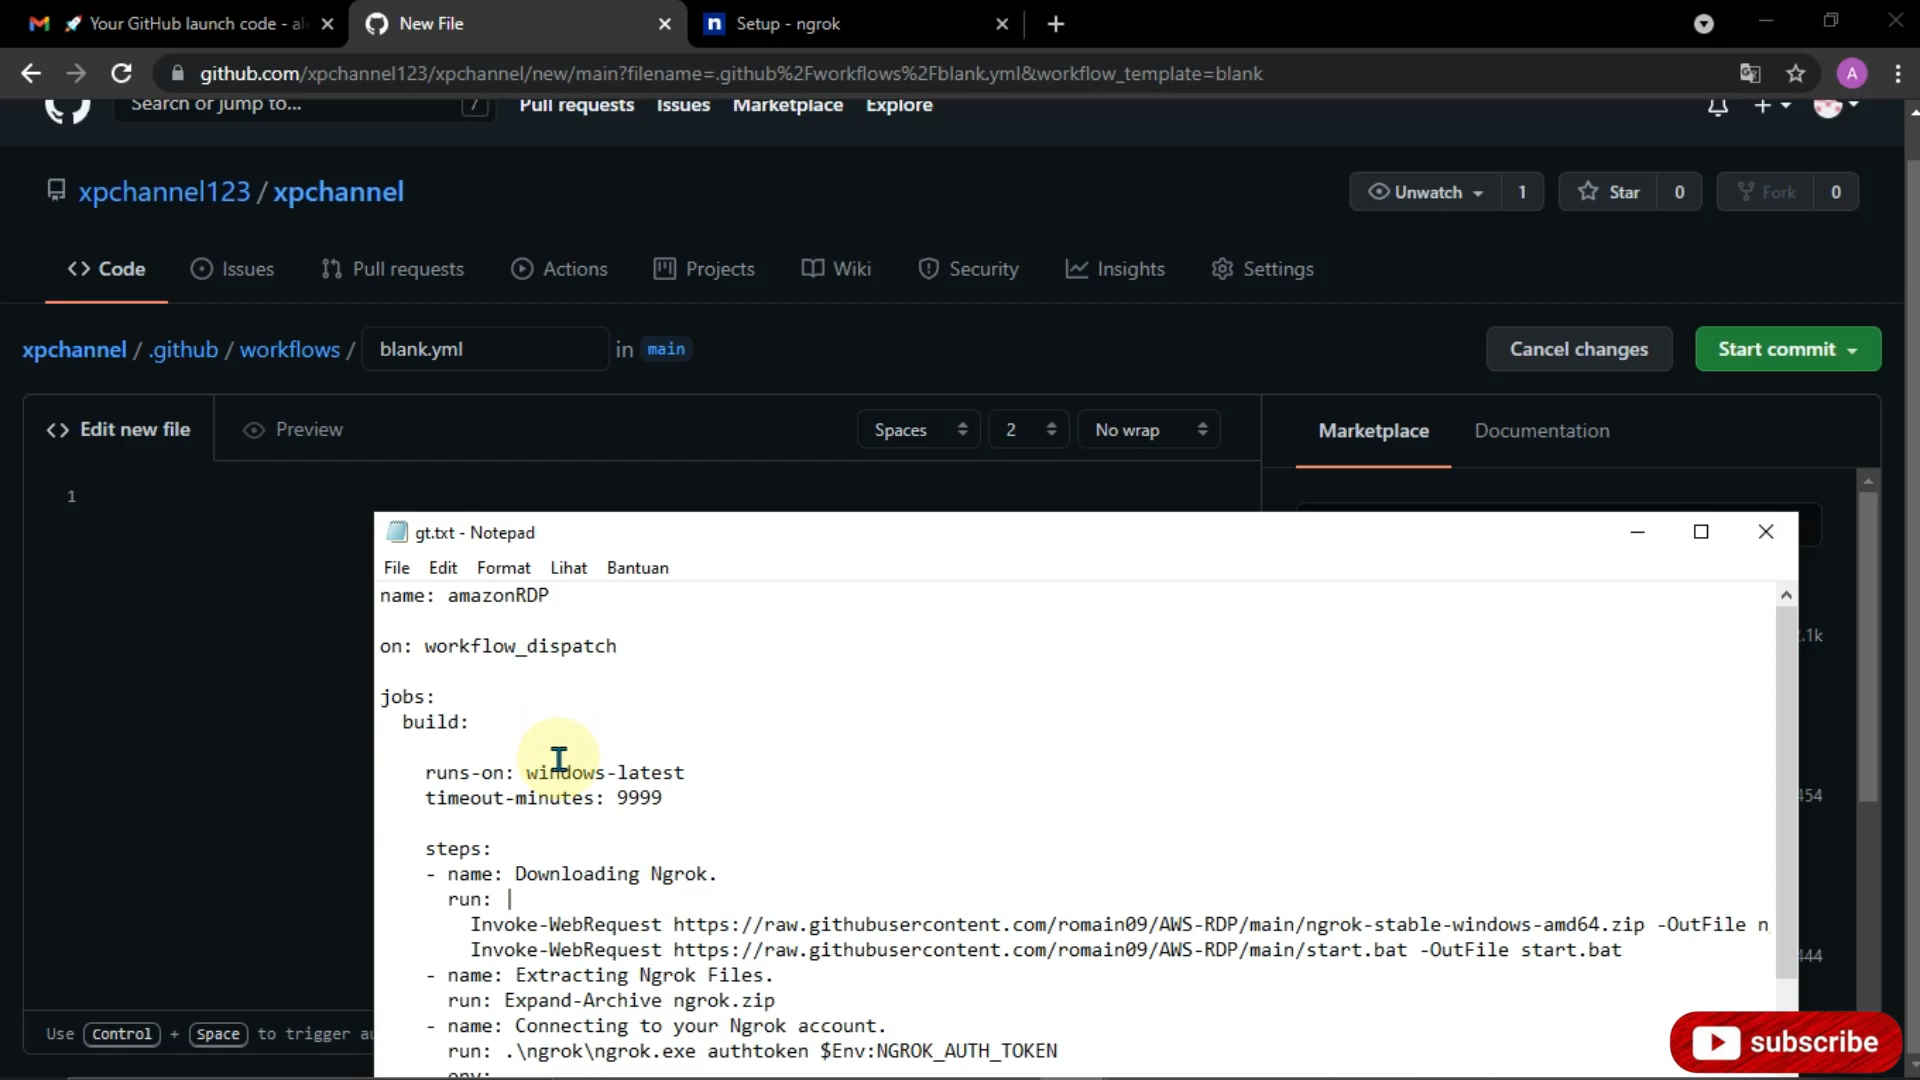 Your GitHub launch code - al
New File
Setup - ngrok
github.com/xpchannel123/xpchannel/new/main?filename=.github%2Fworkflows%2Fblank.yml&workflow_template=blank
A
Search or jump to...
/
Pull requests
Issues
Marketplace
Explore
xpchannel123 / xpchannel
Unwatch
1
Star
0
Fork
0
Code
Issues
Pull requests
Actions
Projects
Wiki
Security
Insights
Settings
xpchannel / .github / workflows / blank.yml in main
Cancel changes
Start commit
Edit new file
Preview
Spaces
2
No wrap
Marketplace
Documentation
1
gt.txt - Notepad
File Edit Format Lihat Bantuan
name: amazonRDP
on: workflow_dispatch
jobs:
build:
runs-on: windows-latest
timeout-minutes: 9999
steps:
- name: Downloading Ngrok.
run: |
Invoke-WebRequest https://raw.githubusercontent.com/romain09/AWS-RDP/main/ngrok-stable-windows-amd64.zip -OutFile n
Invoke-WebRequest https://raw.githubusercontent.com/romain09/AWS-RDP/main/start.bat -OutFile start.bat
- name: Extracting Ngrok Files.
run: Expand-Archive ngrok.zip
- name: Connecting to your Ngrok account.
run: .\ngrok\ngrok.exe authtoken $Env:NGROK_AUTH_TOKEN
env:
.1k
454
444
Use Control + Space to trigger au
subscribe